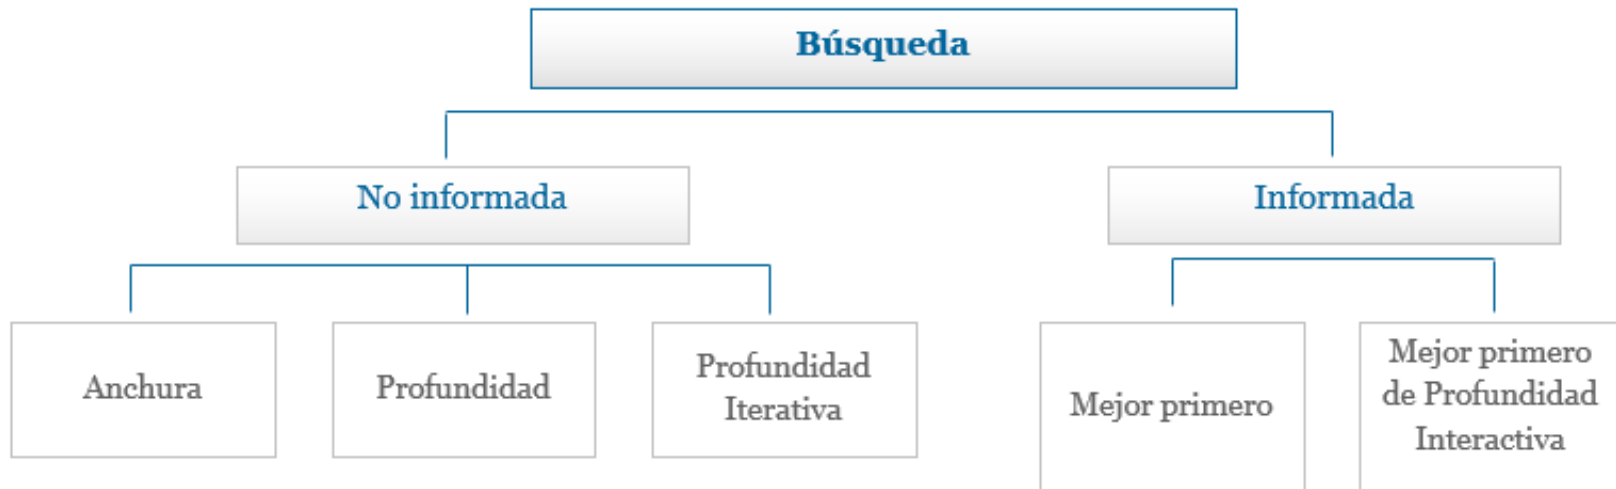 Búsqueda
No informada
Informada
Anchura
Profundidad
Profundidad
Iterativa
Mejor primero
Mejor primero
de Profundidad
Interactiva